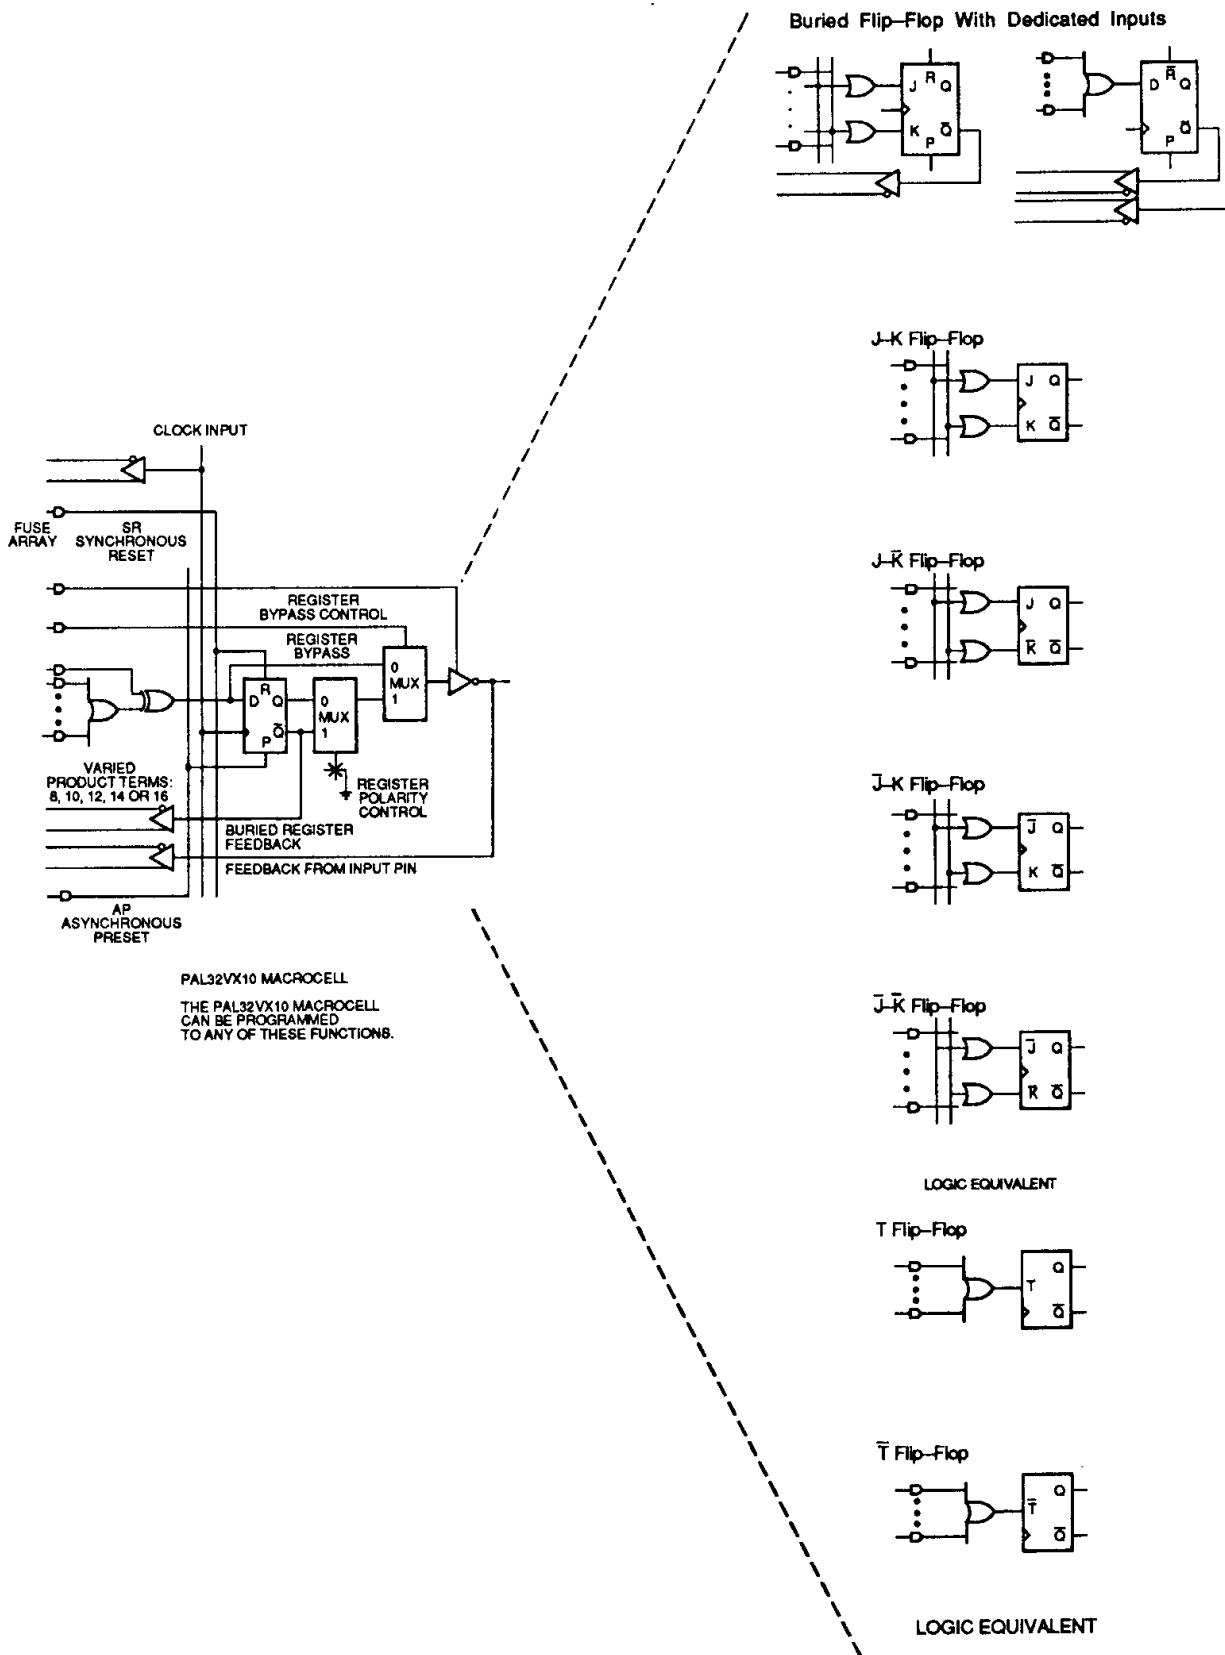 Buried Flip–Flop With Dedicated Inputs
J R Q
K P Q̅
D R̅ Q
P Q̅
J–K Flip–Flop
J Q
K Q̅
CLOCK INPUT
FUSE
ARRAY
SR
SYNCHRONOUS
RESET
J–K̅ Flip–Flop
J Q
K̅ Q̅
REGISTER
BYPASS CONTROL
REGISTER
BYPASS
0
MUX
1
R
D Q
P Q̅
0
MUX
1
VARIED
PRODUCT TERMS:
8, 10, 12, 14 OR 16
REGISTER
POLARITY
CONTROL
BURIED REGISTER
FEEDBACK
FEEDBACK FROM INPUT PIN
AP
ASYNCHRONOUS
PRESET
J̅–K Flip–Flop
J̅ Q
K Q̅
PAL32VX10 MACROCELL
THE PAL32VX10 MACROCELL
CAN BE PROGRAMMED
TO ANY OF THESE FUNCTIONS.
J̅–K̅ Flip–Flop
J̅ Q
K̅ Q̅
LOGIC EQUIVALENT
T Flip–Flop
T Q
Q̅
T̅ Flip–Flop
T̅ Q
Q̅
LOGIC EQUIVALENT